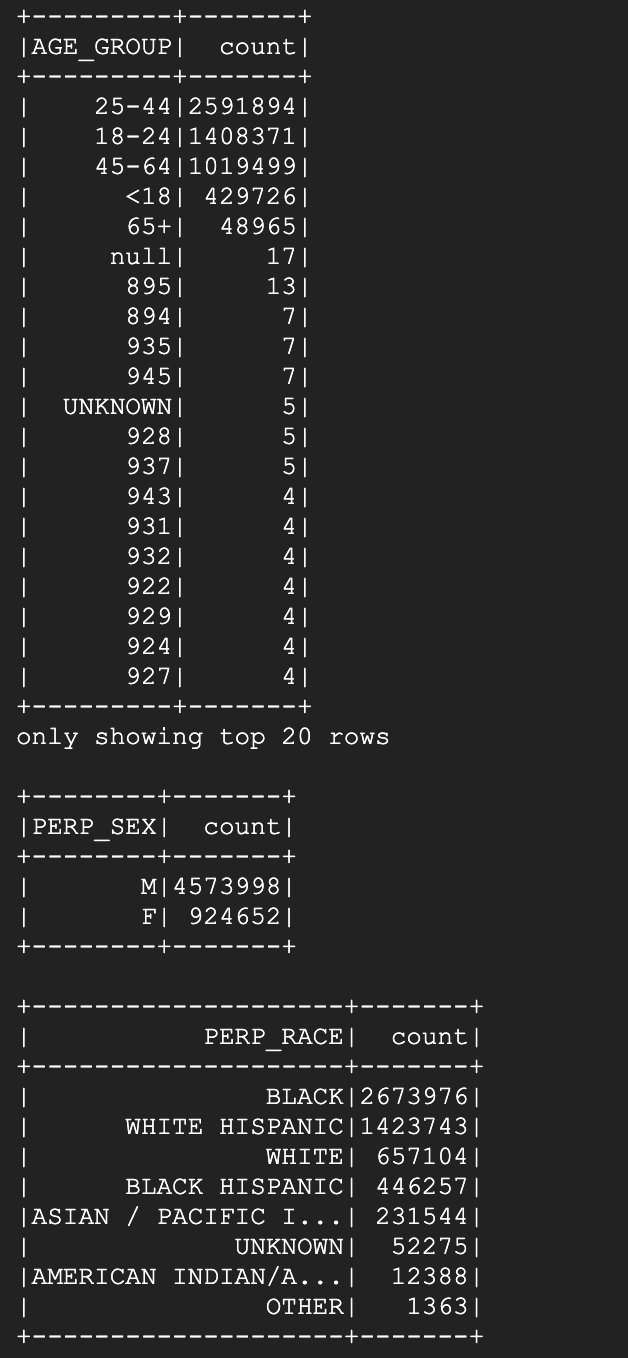 +---------+-------+
|AGE_GROUP|  count|
+---------+-------+
|    25-44|2591894|
|    18-24|1408371|
|    45-64|1019499|
|      <18| 429726|
|      65+|  48965|
|     null|     17|
|      895|     13|
|      894|      7|
|      935|      7|
|      945|      7|
|  UNKNOWN|      5|
|      928|      5|
|      937|      5|
|      943|      4|
|      931|      4|
|      932|      4|
|      922|      4|
|      929|      4|
|      924|      4|
|      927|      4|
+---------+-------+
only showing top 20 rows

+--------+-------+
|PERP_SEX|  count|
+--------+-------+
|       M|4573998|
|       F| 924652|
+--------+-------+

+--------------------+-------+
|           PERP_RACE|  count|
+--------------------+-------+
|               BLACK|2673976|
|      WHITE HISPANIC|1423743|
|               WHITE| 657104|
|      BLACK HISPANIC| 446257|
|ASIAN / PACIFIC I...| 231544|
|             UNKNOWN|  52275|
|AMERICAN INDIAN/A...|  12388|
|               OTHER|   1363|
+--------------------+-------+